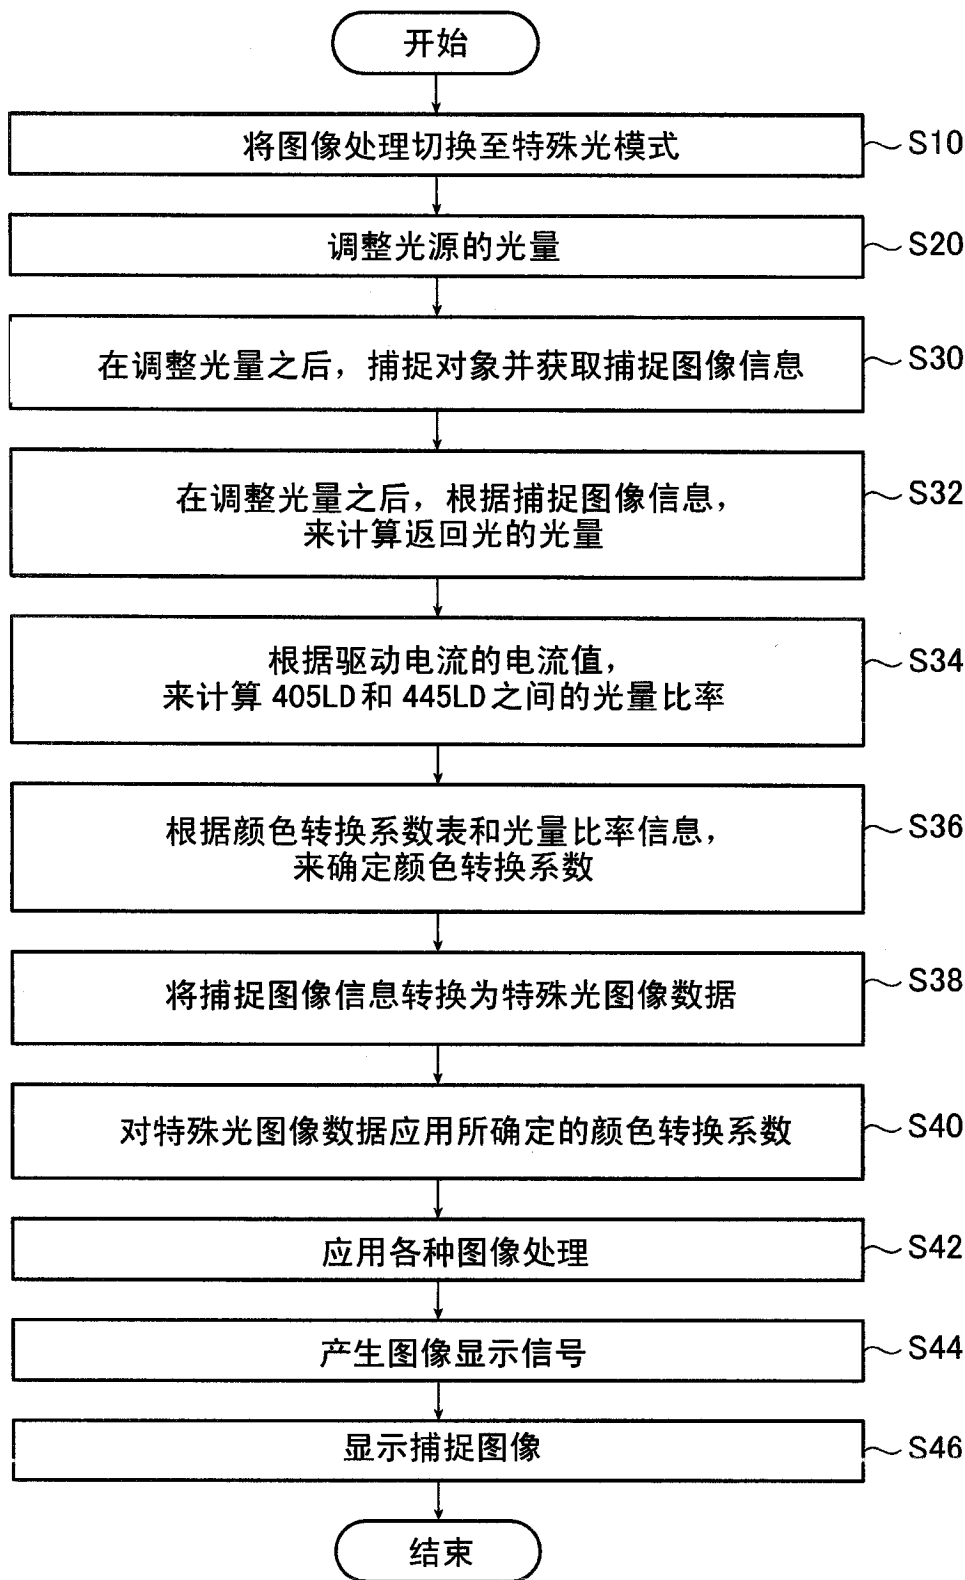 开始
将图像处理切换至特殊光模式
S10
调整光源的光量
S20
在调整光量之后，捕捉对象并获取捕捉图像信息
S30
在调整光量之后，根据捕捉图像信息，
来计算返回光的光量
S32
根据驱动电流的电流值，
来计算 405LD 和 445LD 之间的光量比率
S34
根据颜色转换系数表和光量比率信息，
来确定颜色转换系数
S36
将捕捉图像信息转换为特殊光图像数据
S38
对特殊光图像数据应用所确定的颜色转换系数
S40
应用各种图像处理
S42
产生图像显示信号
S44
显示捕捉图像
S46
结束